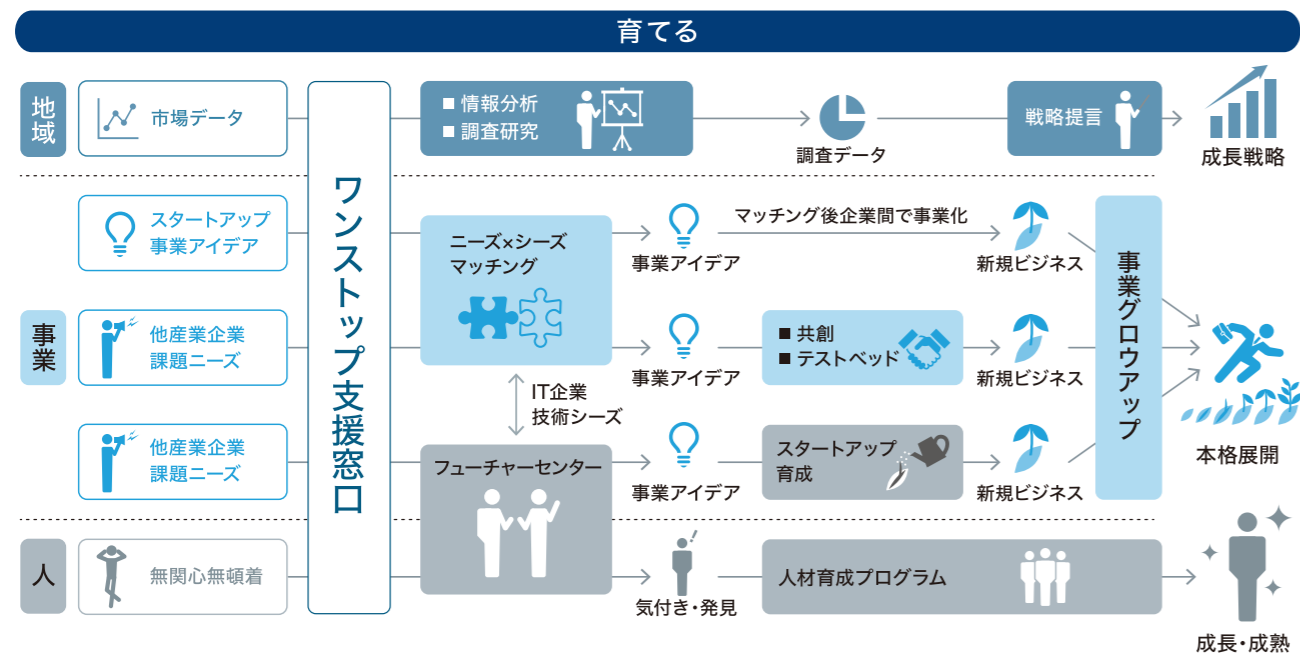 育てる
地域
市場データ
ワンストップ支援窓口
■ 情報分析
■ 調査研究
調査データ
戦略提言
成長戦略
事業
スタートアップ
事業アイデア
他産業企業
課題ニーズ
他産業企業
課題ニーズ
ニーズ×シーズ
マッチング
IT企業
技術シーズ
フューチャーセンター
事業アイデア
マッチング後企業間で事業化
新規ビジネス
事業アイデア
■ 共創
■ テストベッド
新規ビジネス
事業アイデア
スタートアップ
育成
新規ビジネス
事業グロウアップ
本格展開
人
無関心無頓着
気付き・発見
人材育成プログラム
成長・成熟